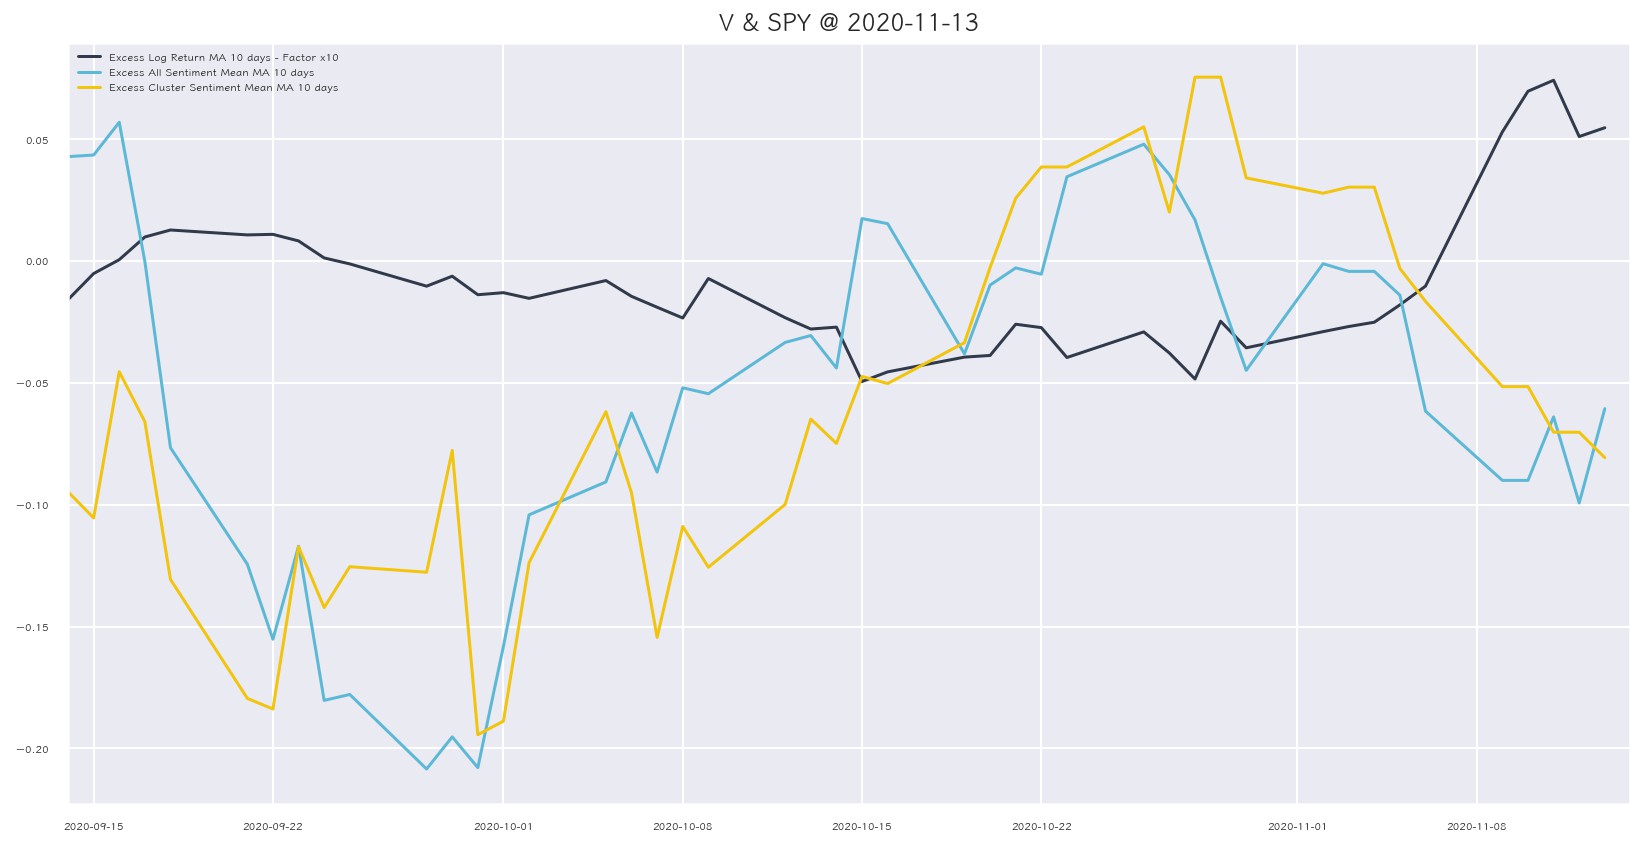 V & SPY @ 2020-11-13
Excess Log Return MA 10 days - Factor x10
Excess All Sentiment Mean MA 10 days
Excess Cluster Sentiment Mean MA 10 days
0.05
0.00
−0.05
−0.10
−0.15
−0.20
2020-09-15 2020-09-22 2020-10-01 2020-10-08 2020-10-15 2020-10-22 2020-11-01 2020-11-08